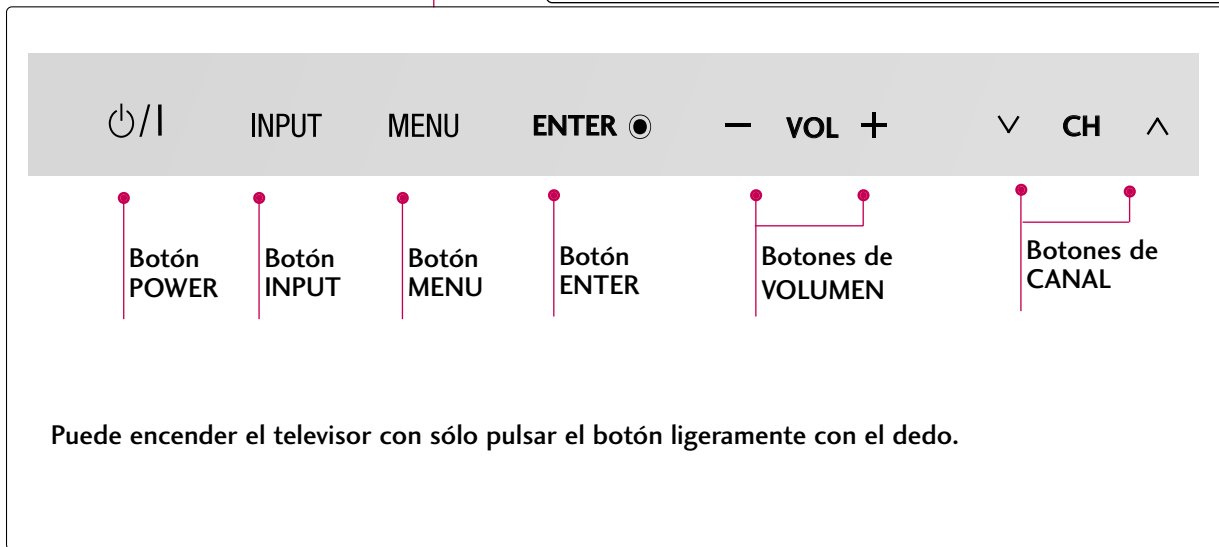 ⏻/I INPUT MENU ENTER ◉ − VOL + ∨ CH ∧
Botón
POWER
Botón
INPUT
Botón
MENU
Botón
ENTER
Botones de
VOLUMEN
Botones de
CANAL
Puede encender el televisor con sólo pulsar el botón ligeramente con el dedo.